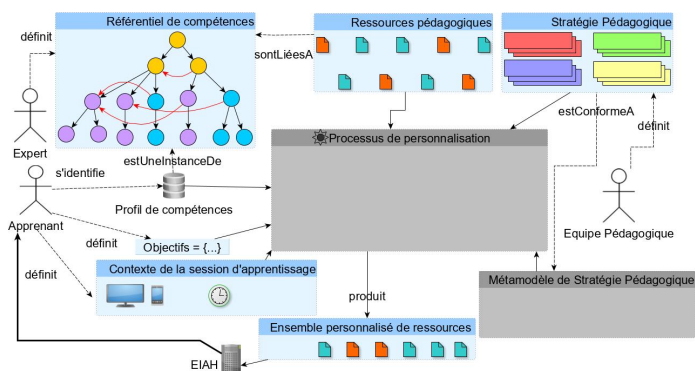 Référentiel de compétences
Ressources pédagogiques
Stratégie Pédagogique
définit
sontLiéesA
estConformeA
définit
Processus de personnalisation
Expert
estUneInstanceDe
s'identifie
Profil de compétences
Apprenant
Equipe Pédagogique
définit
Objectifs = {...}
définit
Contexte de la session d'apprentissage
Métamodèle de Stratégie Pédagogique
produit
Ensemble personnalisé de ressources
EIAH